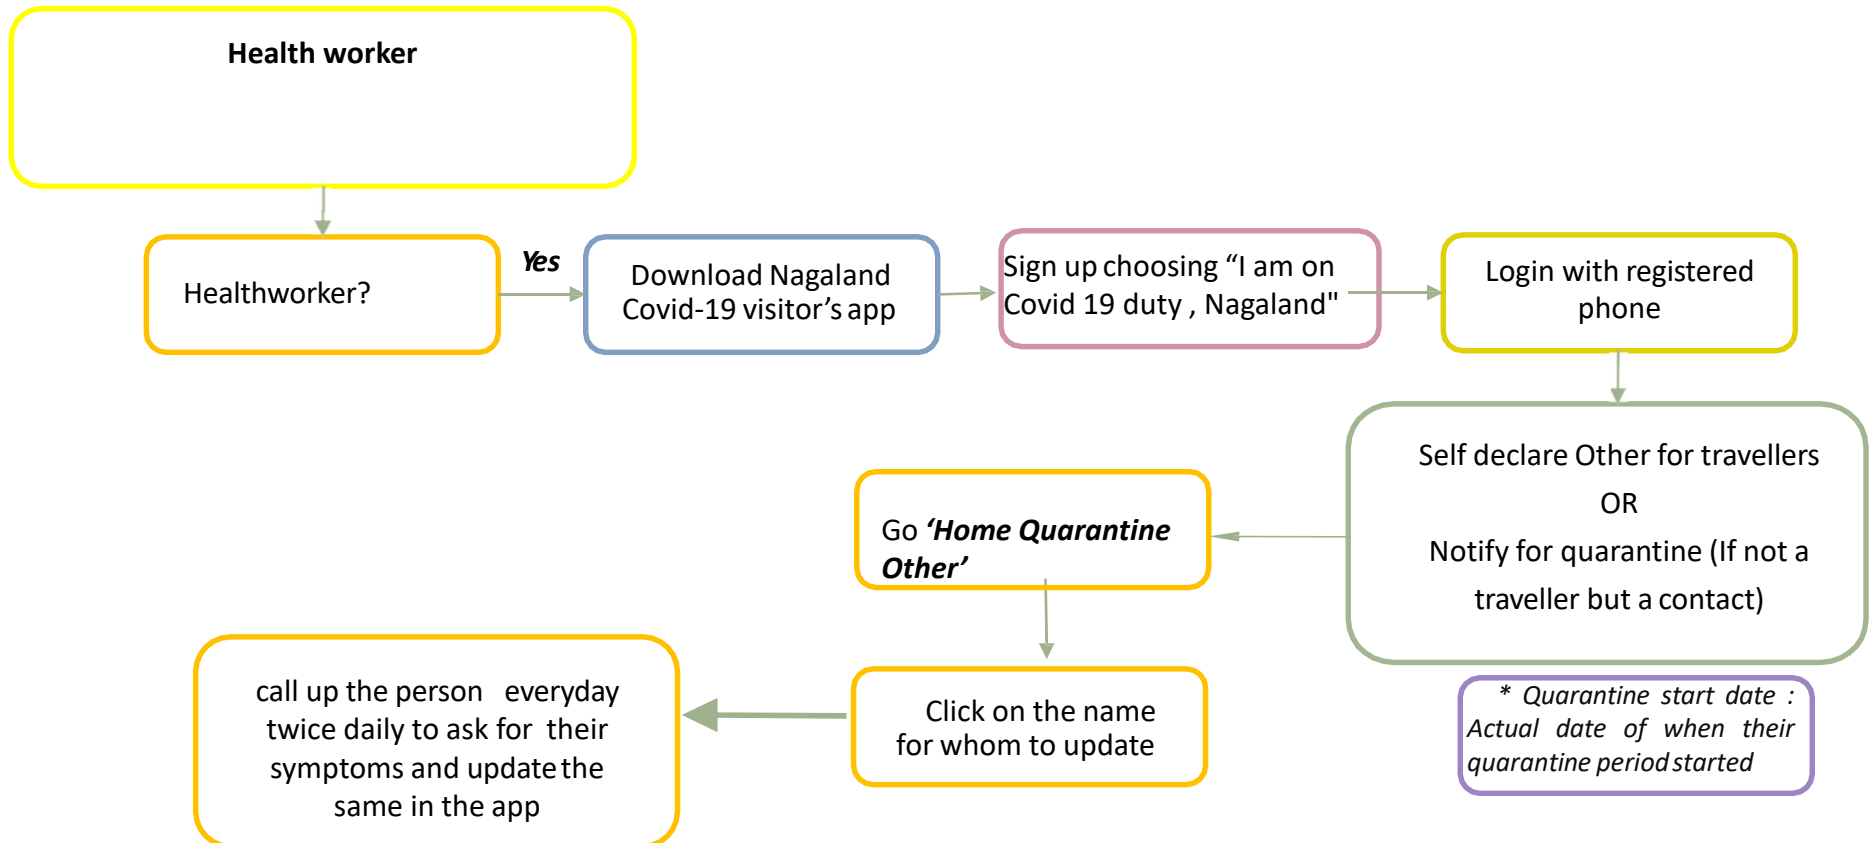 Health worker
Healthworker?
Yes
Download Nagaland
Covid-19 visitor’s app
Sign up choosing “I am on
Covid 19 duty , Nagaland"
Login with registered
phone
Self declare Other for travellers
OR
Notify for quarantine (If not a
traveller but a contact)
* Quarantine start date :
Actual date of when their
quarantine period started
Go ‘Home Quarantine
Other’
Click on the name
for whom to update
call up the person everyday
twice daily to ask for their
symptoms and update the
same in the app